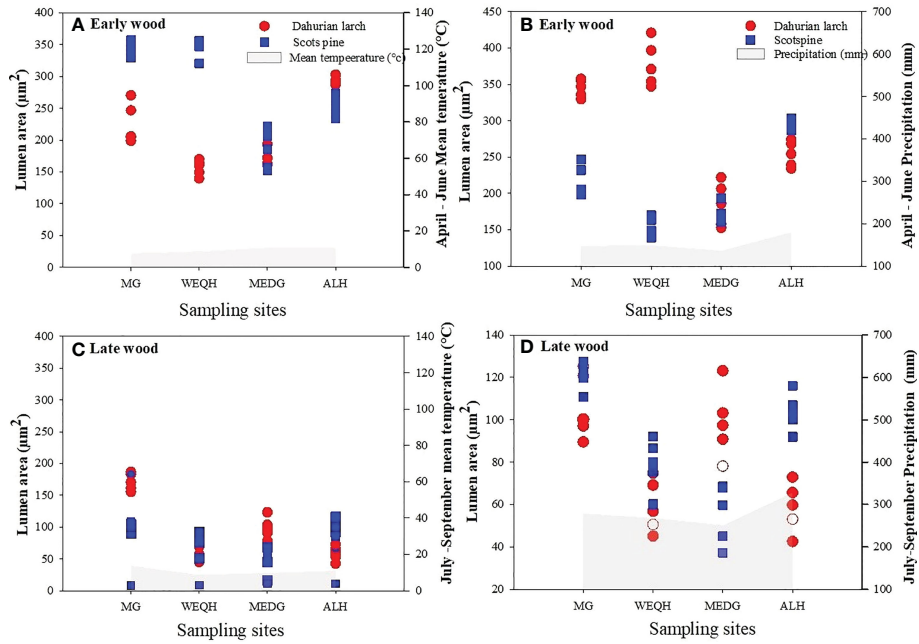 A Early wood
Dahurian larch
Scots pine
Mean tempeerature (°c)
Lumen area (µm²)
400
350
300
250
200
150
100
50
0
140
120
100
80
60
40
20
0
April - June Mean temerature (°C)
MG WEQH MEDG ALH
Sampling sites
B Early wood
Dahurian larch
Scotspine
Precipitation (mm)
Lumen area (µm²)
450
400
350
300
250
200
150
100
700
600
500
400
300
200
100
April - June Precipitation (mm)
MG WEQH MEDG ALH
Sampling sites
C Late wood
Lumen area (µm²)
400
350
300
250
200
150
100
50
0
140
120
100
80
60
40
20
0
July -September mean temperature (°C)
MG WEQH MEDG ALH
Sampling sites
D Late wood
Lumen area (µm²)
140
120
100
80
60
40
20
700
600
500
400
300
200
100
July-September Precipitation (mm)
MG WEQH MEDG ALH
Sampling sites